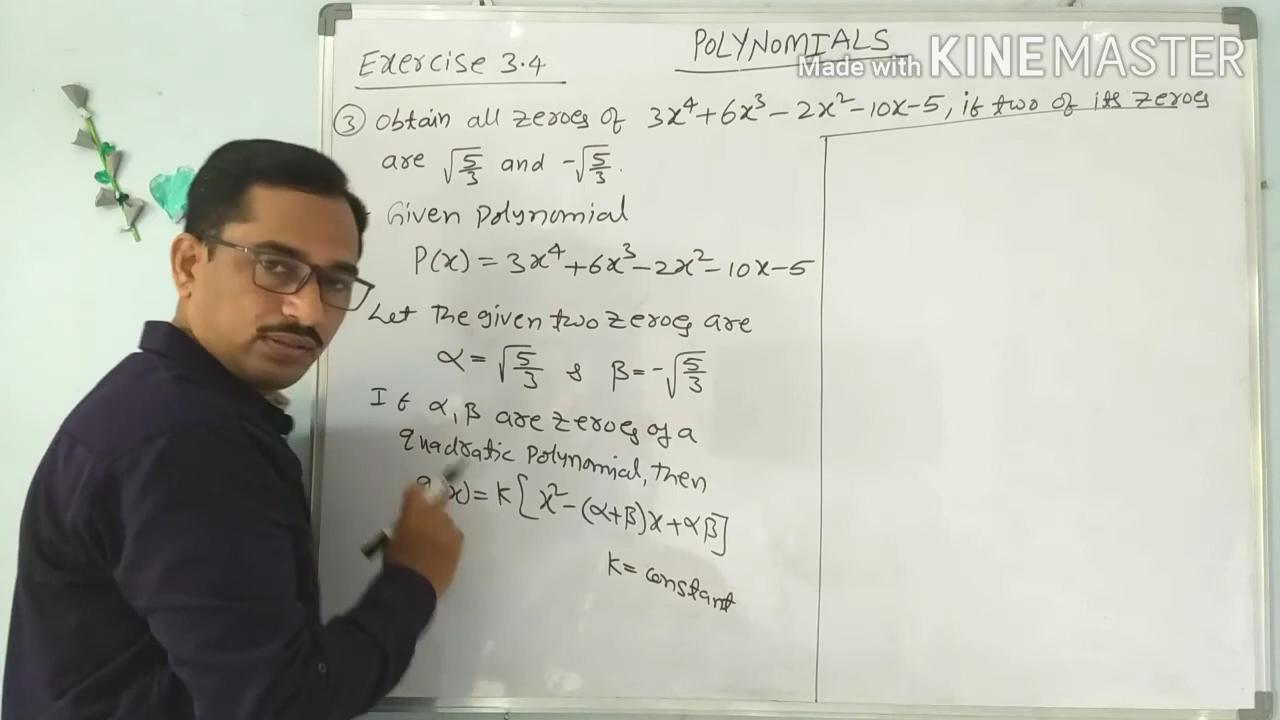 POLYNOMIALS
Made with KINEMASTER
Exercise 3.4
③ Obtain all zeroes of 3x⁴+6x³-2x²-10x-5, if two of its zeroes
are √5/3 and -√5/3.
Given Polynomial
P(x) = 3x⁴+6x³-2x²-10x-5
Let the given two zeroes are
α = √5/3 & β = -√5/3
If α, β are zeroes of a
quadratic Polynomial, then
x) = K[x²-(α+β)x+αβ]
K = constant